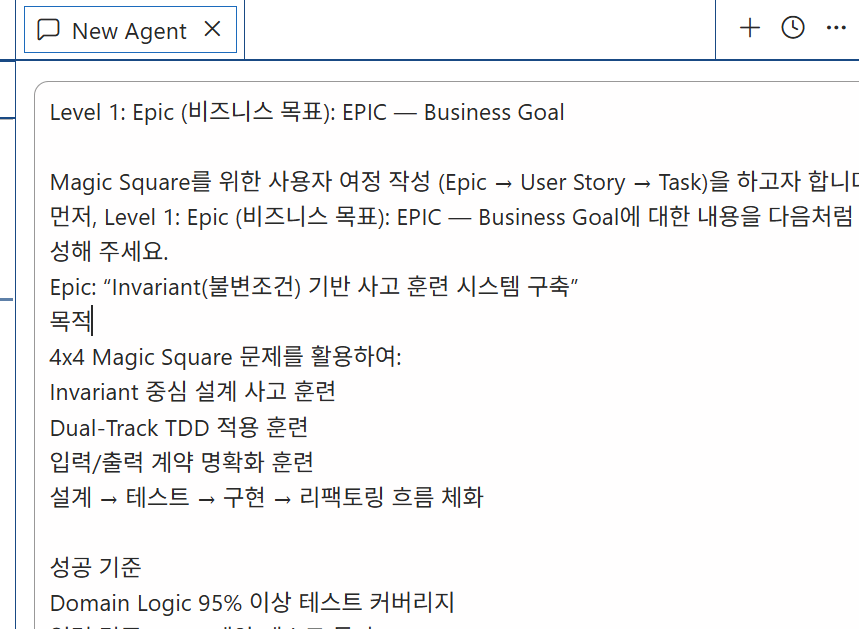 New Agent
Level 1: Epic (비즈니스 목표): EPIC — Business Goal
Magic Square를 위한 사용자 여정 작성 (Epic → User Story → Task)을 하고자 합니다
먼저, Level 1: Epic (비즈니스 목표): EPIC — Business Goal에 대한 내용을 다음처럼
성해 주세요.
Epic: “Invariant(불변조건) 기반 사고 훈련 시스템 구축”
목적
4x4 Magic Square 문제를 활용하여:
Invariant 중심 설계 사고 훈련
Dual-Track TDD 적용 훈련
입력/출력 계약 명확화 훈련
설계 → 테스트 → 구현 → 리팩토링 흐름 체화
성공 기준
Domain Logic 95% 이상 테스트 커버리지